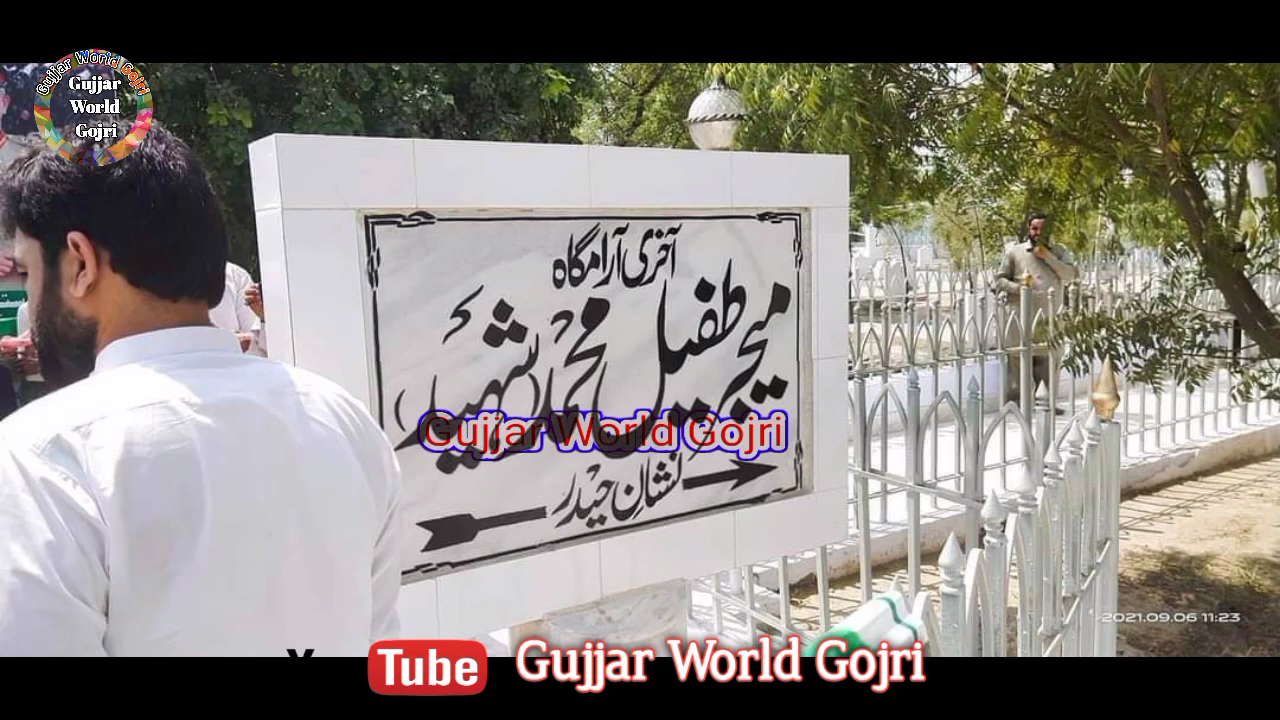 Gujjar World Gojri
Gujjar
World
Gojri
آخری آرامگاہ
میجر طفیل محمد شہید
Gujjar World Gojri
نشانِ حیدر
2021.09.06 11:23
Tube Gujjar World Gojri